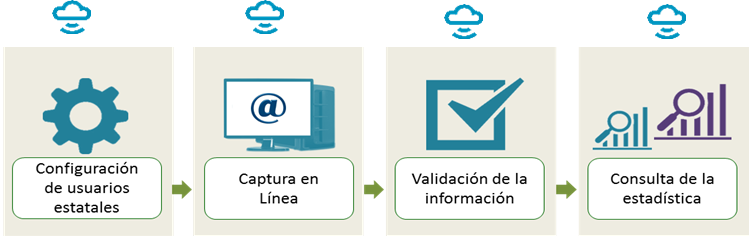 @
Configuración
de usuarios
estatales
Captura en
Línea
Validación de la
información
Consulta de la
estadística